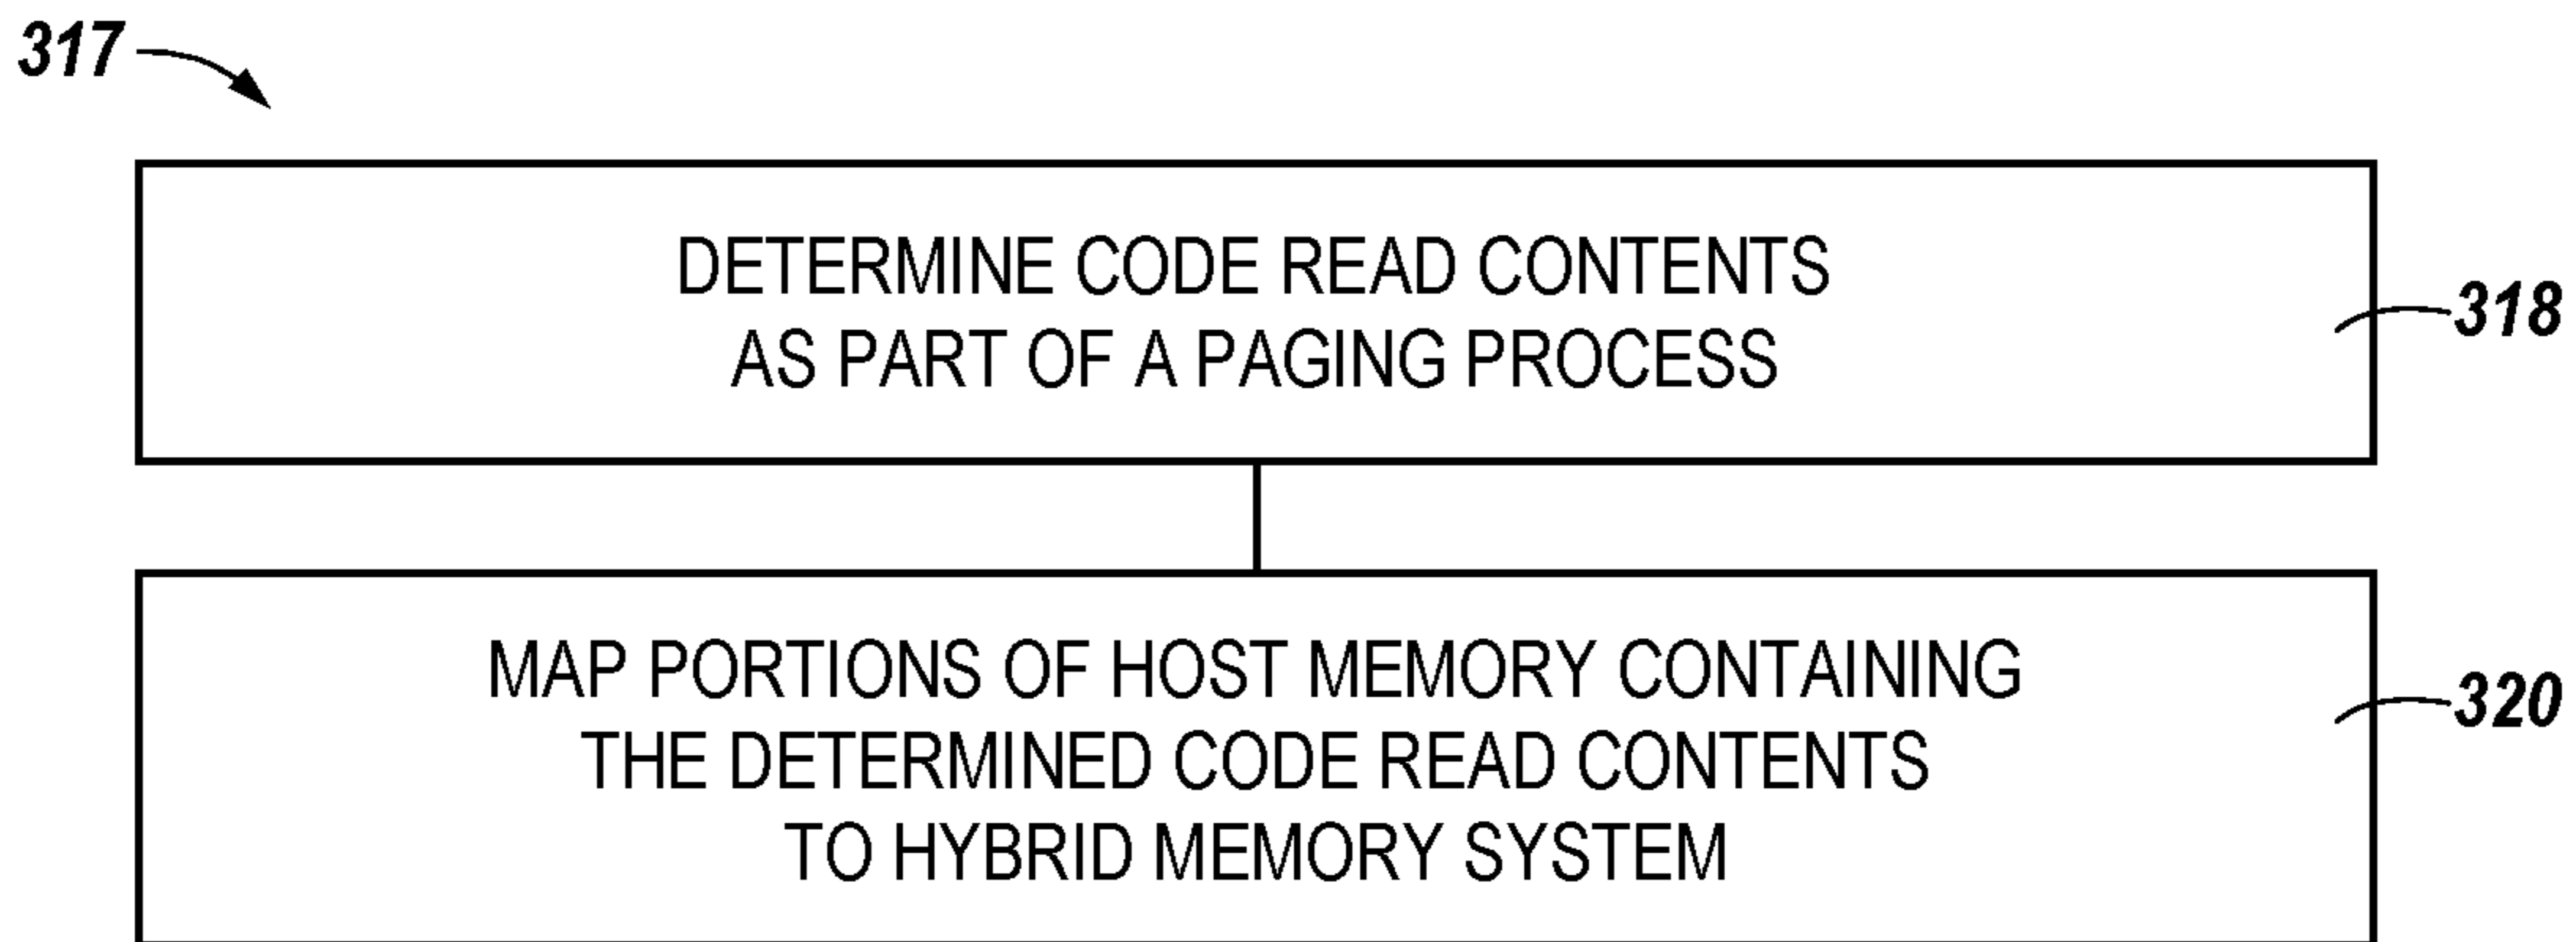 317
DETERMINE CODE READ CONTENTS
AS PART OF A PAGING PROCESS
318
MAP PORTIONS OF HOST MEMORY CONTAINING
THE DETERMINED CODE READ CONTENTS
TO HYBRID MEMORY SYSTEM
320